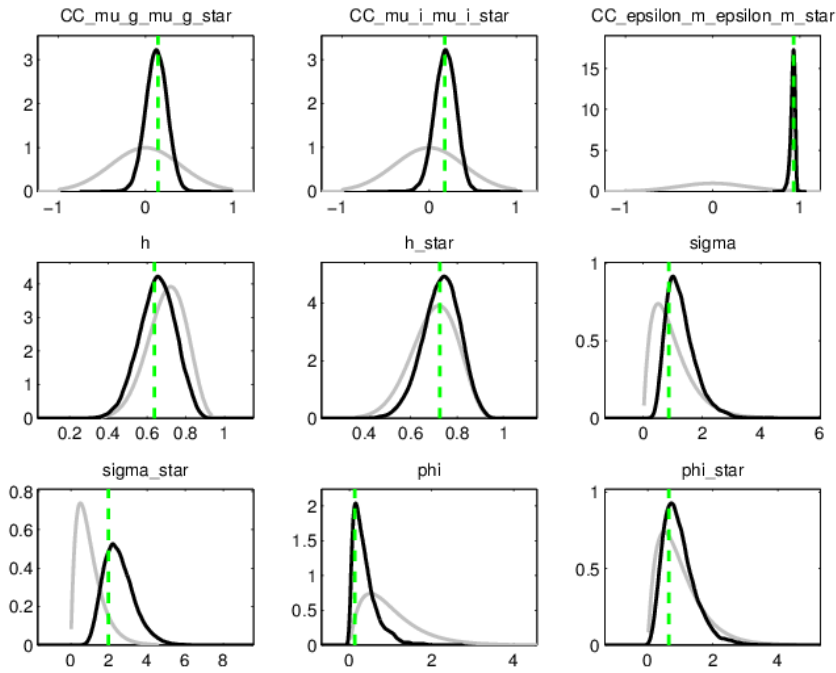 CC_mu_g_mu_g_star
CC_mu_i_mu_i_star
CC_epsilon_m_epsilon_m_star
3
2
1
0
−1 0 1
3
2
1
0
−1 0 1
15
10
5
0
−1 0 1
h
h_star
sigma
4
3
2
1
0
0.2 0.4 0.6 0.8 1
4
2
0
0.4 0.6 0.8 1
1
0.5
0
0 2 4 6
sigma_star
phi
phi_star
0.8
0.6
0.4
0.2
0
0 2 4 6 8
2
1.5
1
0.5
0
0 2 4
1
0.5
0
0 2 4